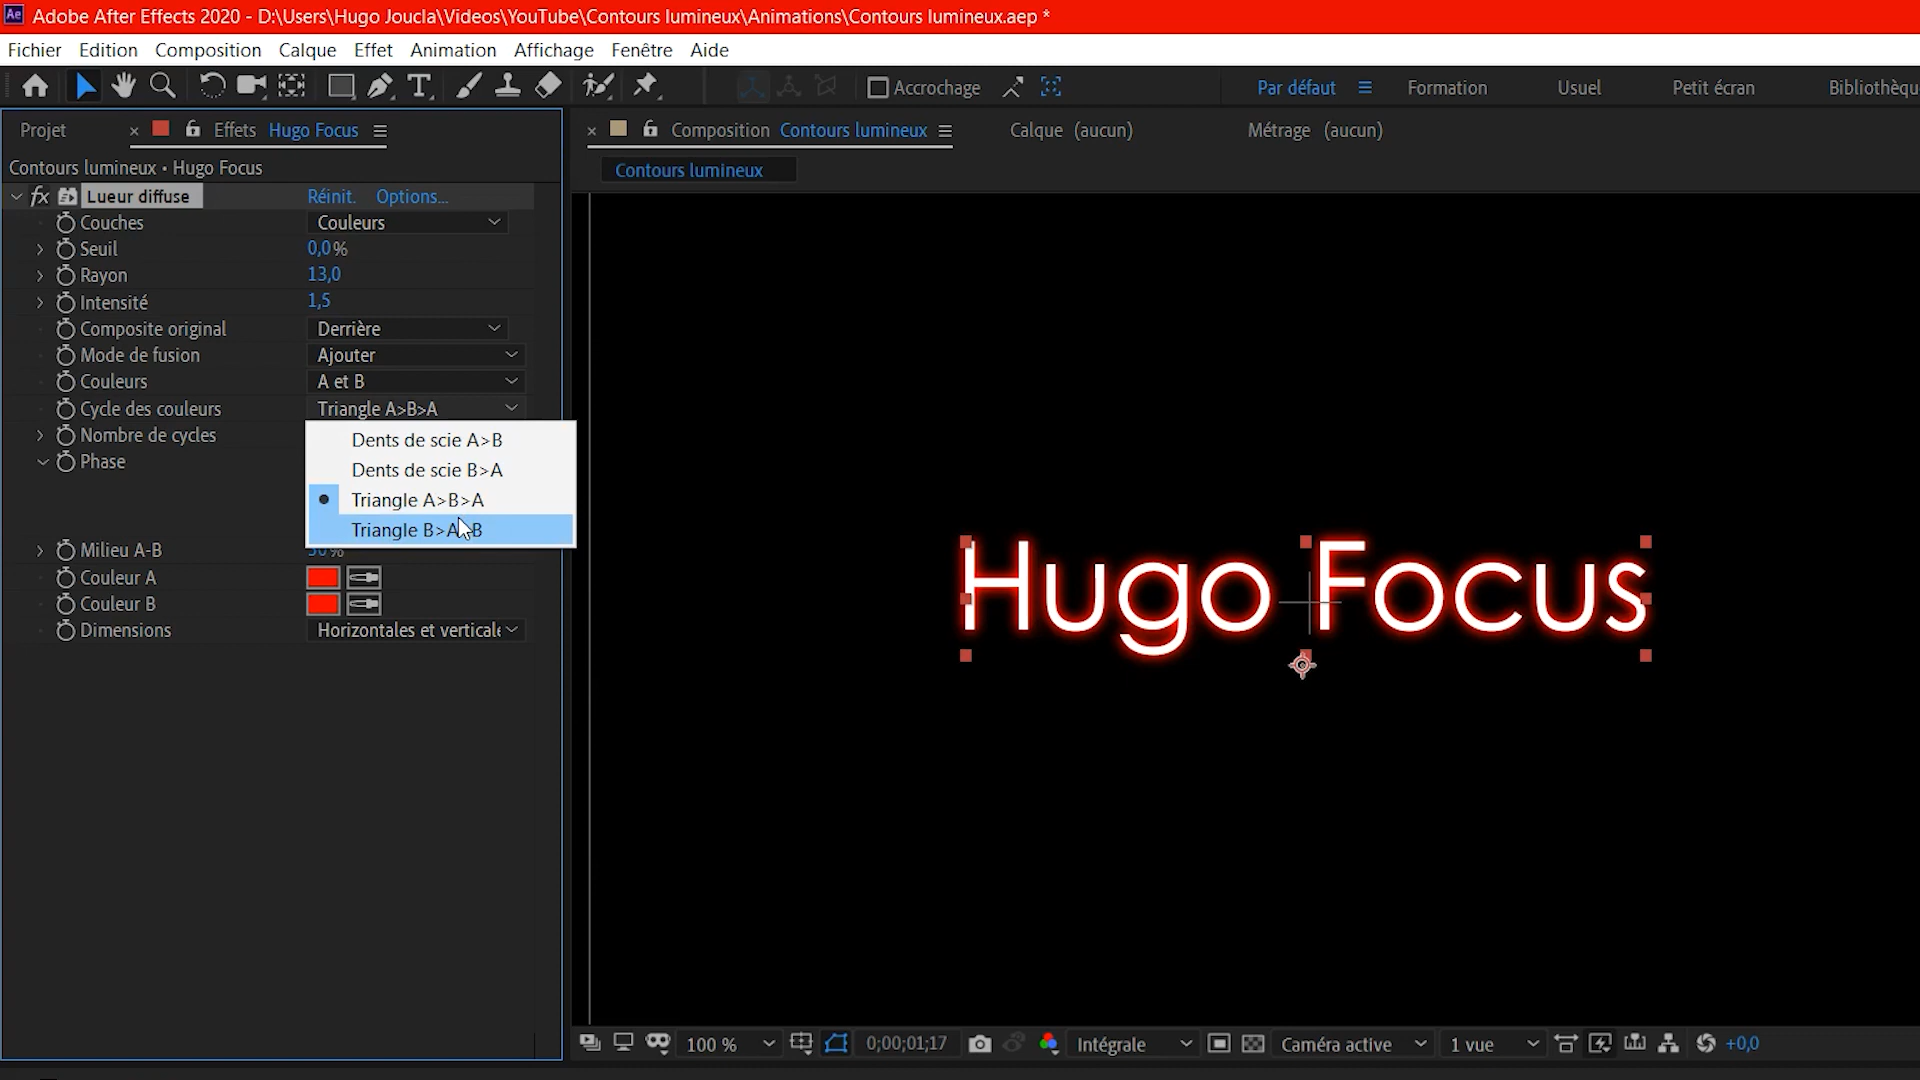 Ae Adobe After Effects 2020 - D:\Users\Hugo Joucla\Videos\YouTube\Contours lumineux\Animations\Contours lumineux.aep *
Fichier Edition Composition Calque Effet Animation Affichage Fenêtre Aide
Accrochage Par défaut Formation Usuel Petit écran Bibliothèqu
Projet Effets Hugo Focus Composition Contours lumineux Calque (aucun) Métrage (aucun)
Contours lumineux • Hugo Focus
Contours lumineux
fx Lueur diffuse Réinit. Options...
Couches Couleurs
Seuil 0,0%
Rayon 13,0
Intensité 1,5
Composite original Derrière
Mode de fusion Ajouter
Couleurs A et B
Cycle des couleurs Triangle A>B>A
Dents de scie A>B
Dents de scie B>A
Triangle A>B>A
Triangle B>A>B
Nombre de cycles
Phase
Milieu A-B
Couleur A
Couleur B
Dimensions Horizontales et verticale
Hugo Focus
100 % 0;00;01;17 Intégrale Caméra active 1 vue +0,0